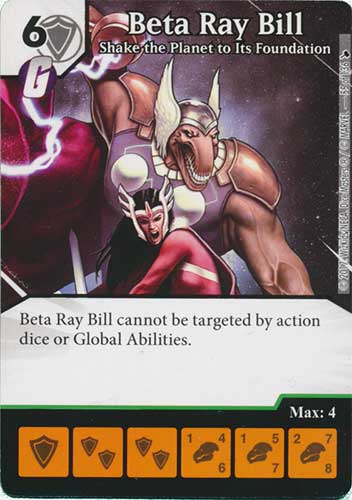 6
Beta Ray Bill
Shake the Planet to Its Foundation
G
Beta Ray Bill cannot be targeted by action
dice or Global Abilities.
Max: 4
1 4 6
1 5 7
2 7 8